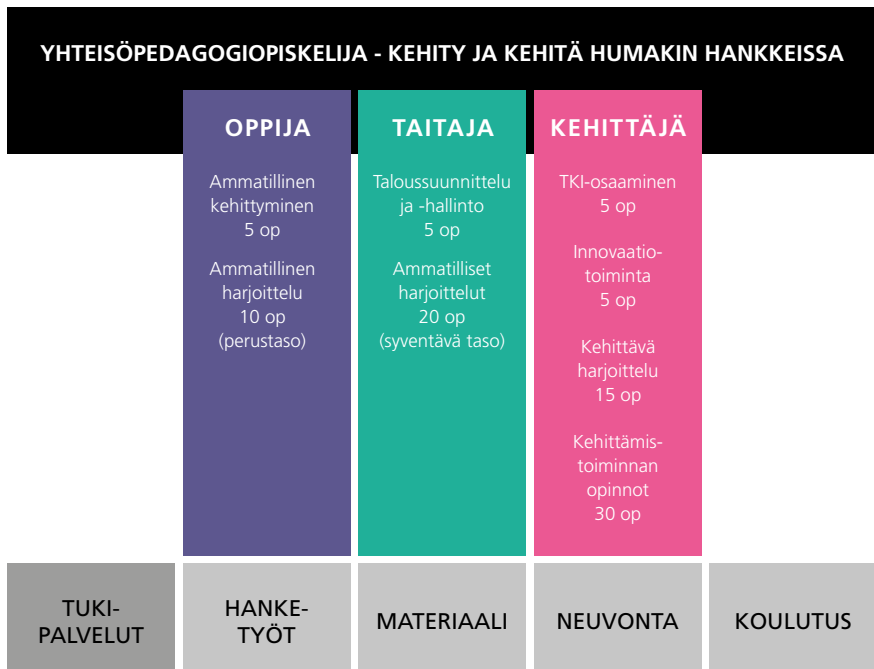 YHTEISÖPEDAGOGIOPISKELIJA - KEHITY JA KEHITÄ HUMAKIN HANKKEISSA
OPPIJA
Ammatillinen
kehittyminen
5 op
Ammatillinen
harjoittelu
10 op
(perustaso)
TAITAJA
Taloussuunnittelu
ja -hallinto
5 op
Ammatilliset
harjoittelut
20 op
(syventävä taso)
KEHITTÄJÄ
TKI-osaaminen
5 op
Innovaatio-
toiminta
5 op
Kehittävä
harjoittelu
15 op
Kehittämis-
toiminnan
opinnot
30 op
TUKI-
PALVELUT
HANKE-
TYÖT
MATERIAALI
NEUVONTA
KOULUTUS